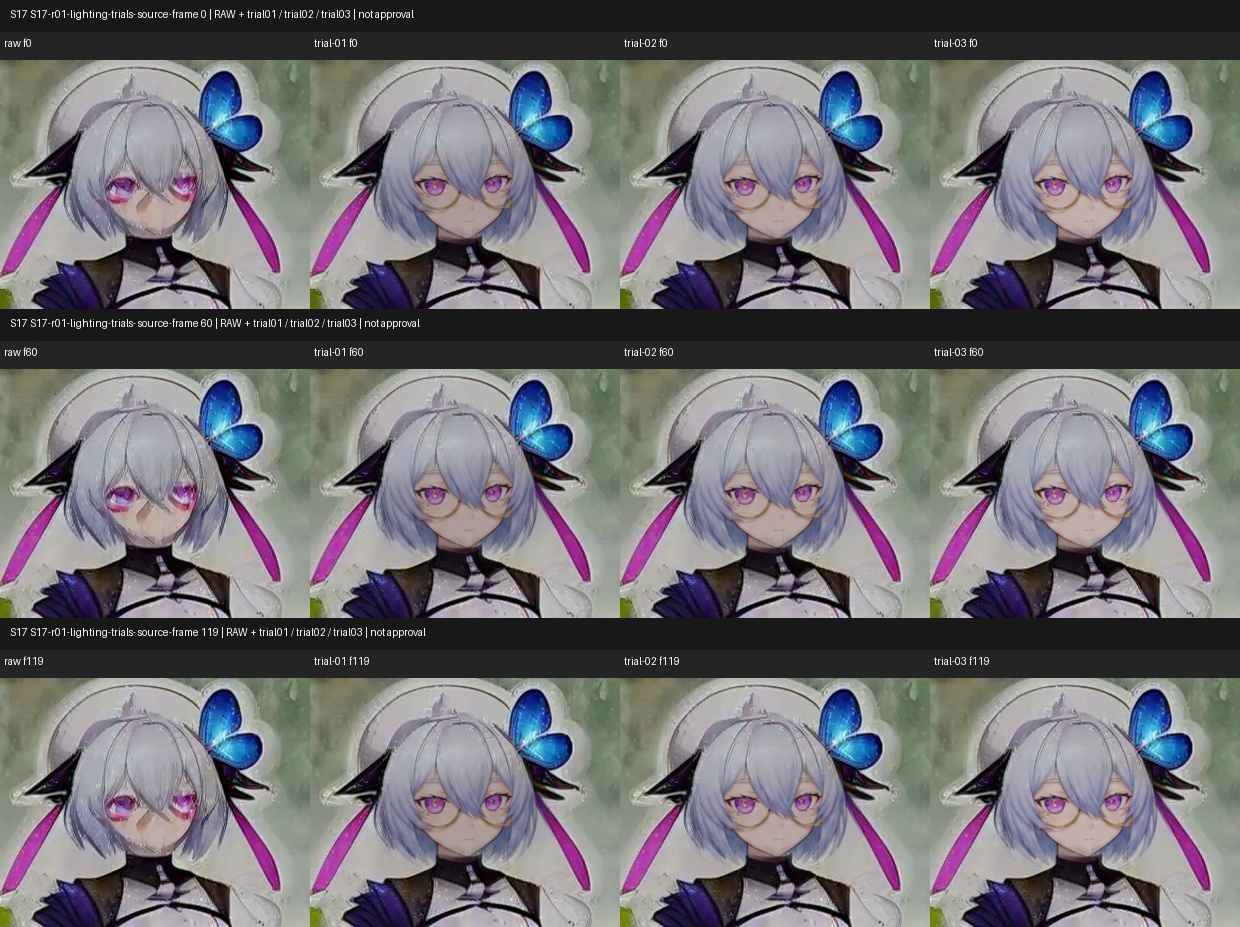 S17 S17-r01-lighting-trials-source-frame 0 | RAW + trial01 / trial02 / trial03 | not approval
raw f0 trial-01 f0 trial-02 f0 trial-03 f0
S17 S17-r01-lighting-trials-source-frame 60 | RAW + trial01 / trial02 / trial03 | not approval
raw f60 trial-01 f60 trial-02 f60 trial-03 f60
S17 S17-r01-lighting-trials-source-frame 119 | RAW + trial01 / trial02 / trial03 | not approval
raw f119 trial-01 f119 trial-02 f119 trial-03 f119